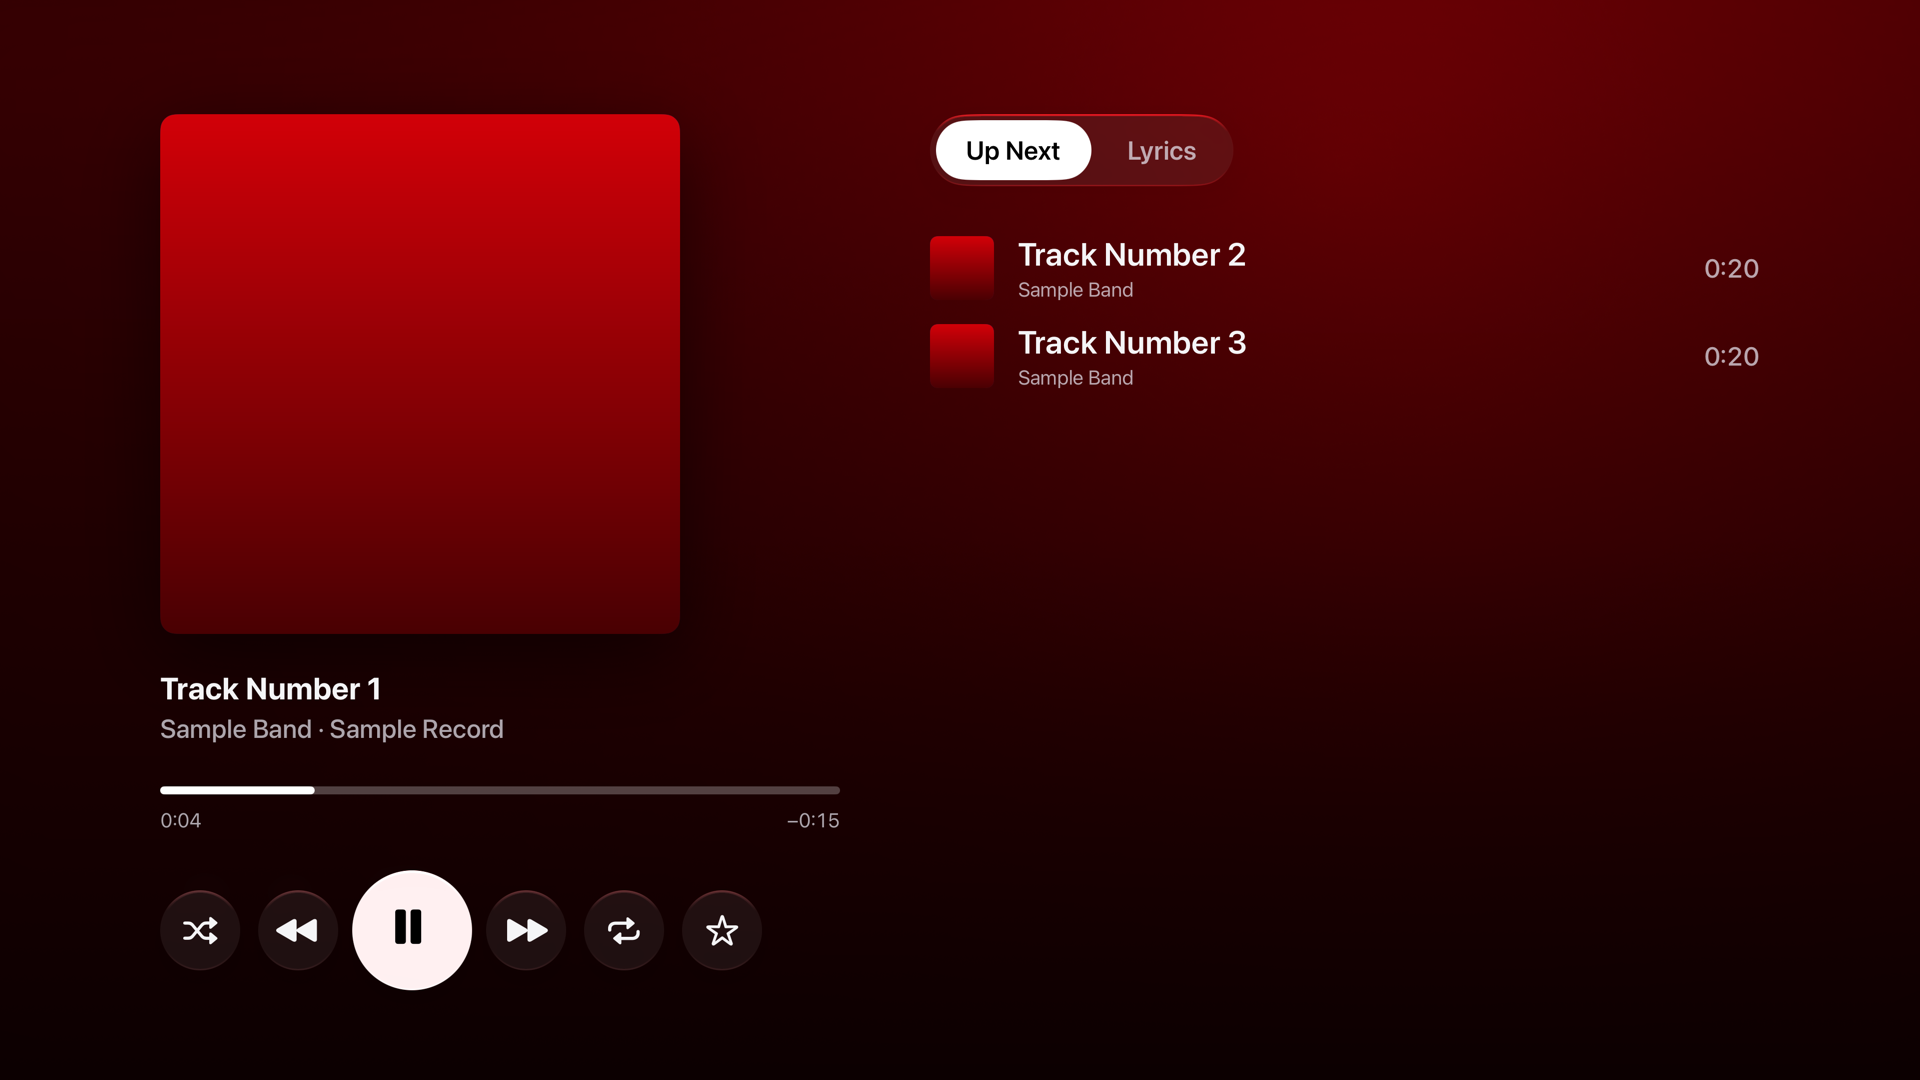 Track Number 1
Sample Band · Sample Record
0:04
–0:15
Up Next
Lyrics
Track Number 2
Sample Band
0:20
Track Number 3
Sample Band
0:20